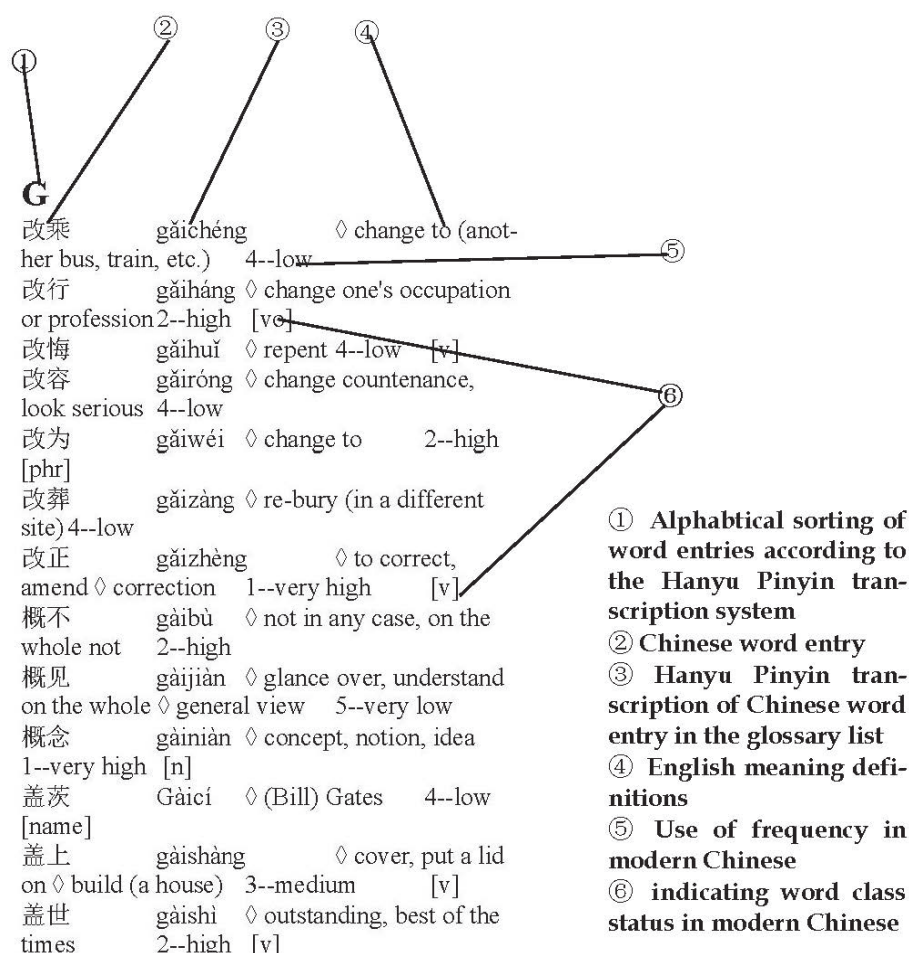 ② ③ ④
①
G
改乘 gǎichéng ◊ change to (anot-
her bus, train, etc.) 4--low
⑤
改行 gǎiháng ◊ change one's occupation
or profession 2--high [vo]
改悔 gǎihuǐ ◊ repent 4--low [v]
改容 gǎiróng ◊ change countenance,
look serious 4--low
⑥
改为 gǎiwéi ◊ change to 2--high
[phr]
改葬 gǎizàng ◊ re-bury (in a different
site) 4--low
改正 gǎizhèng ◊ to correct,
amend ◊ correction 1--very high [v]
概不 gàibù ◊ not in any case, on the
whole not 2--high
概见 gàijiàn ◊ glance over, understand
on the whole ◊ general view 5--very low
概念 gàiniàn ◊ concept, notion, idea
1--very high [n]
盖茨 Gàicí ◊ (Bill) Gates 4--low
[name]
盖上 gàishàng ◊ cover, put a lid
on ◊ build (a house) 3--medium [v]
盖世 gàishì ◊ outstanding, best of the
times 2--high [v]
① Alphabtical sorting of
word entries according to
the Hanyu Pinyin tran-
scription system
② Chinese word entry
③ Hanyu Pinyin tran-
scription of Chinese word
entry in the glossary list
④ English meaning defi-
nitions
⑤ Use of frequency in
modern Chinese
⑥ indicating word class
status in modern Chinese